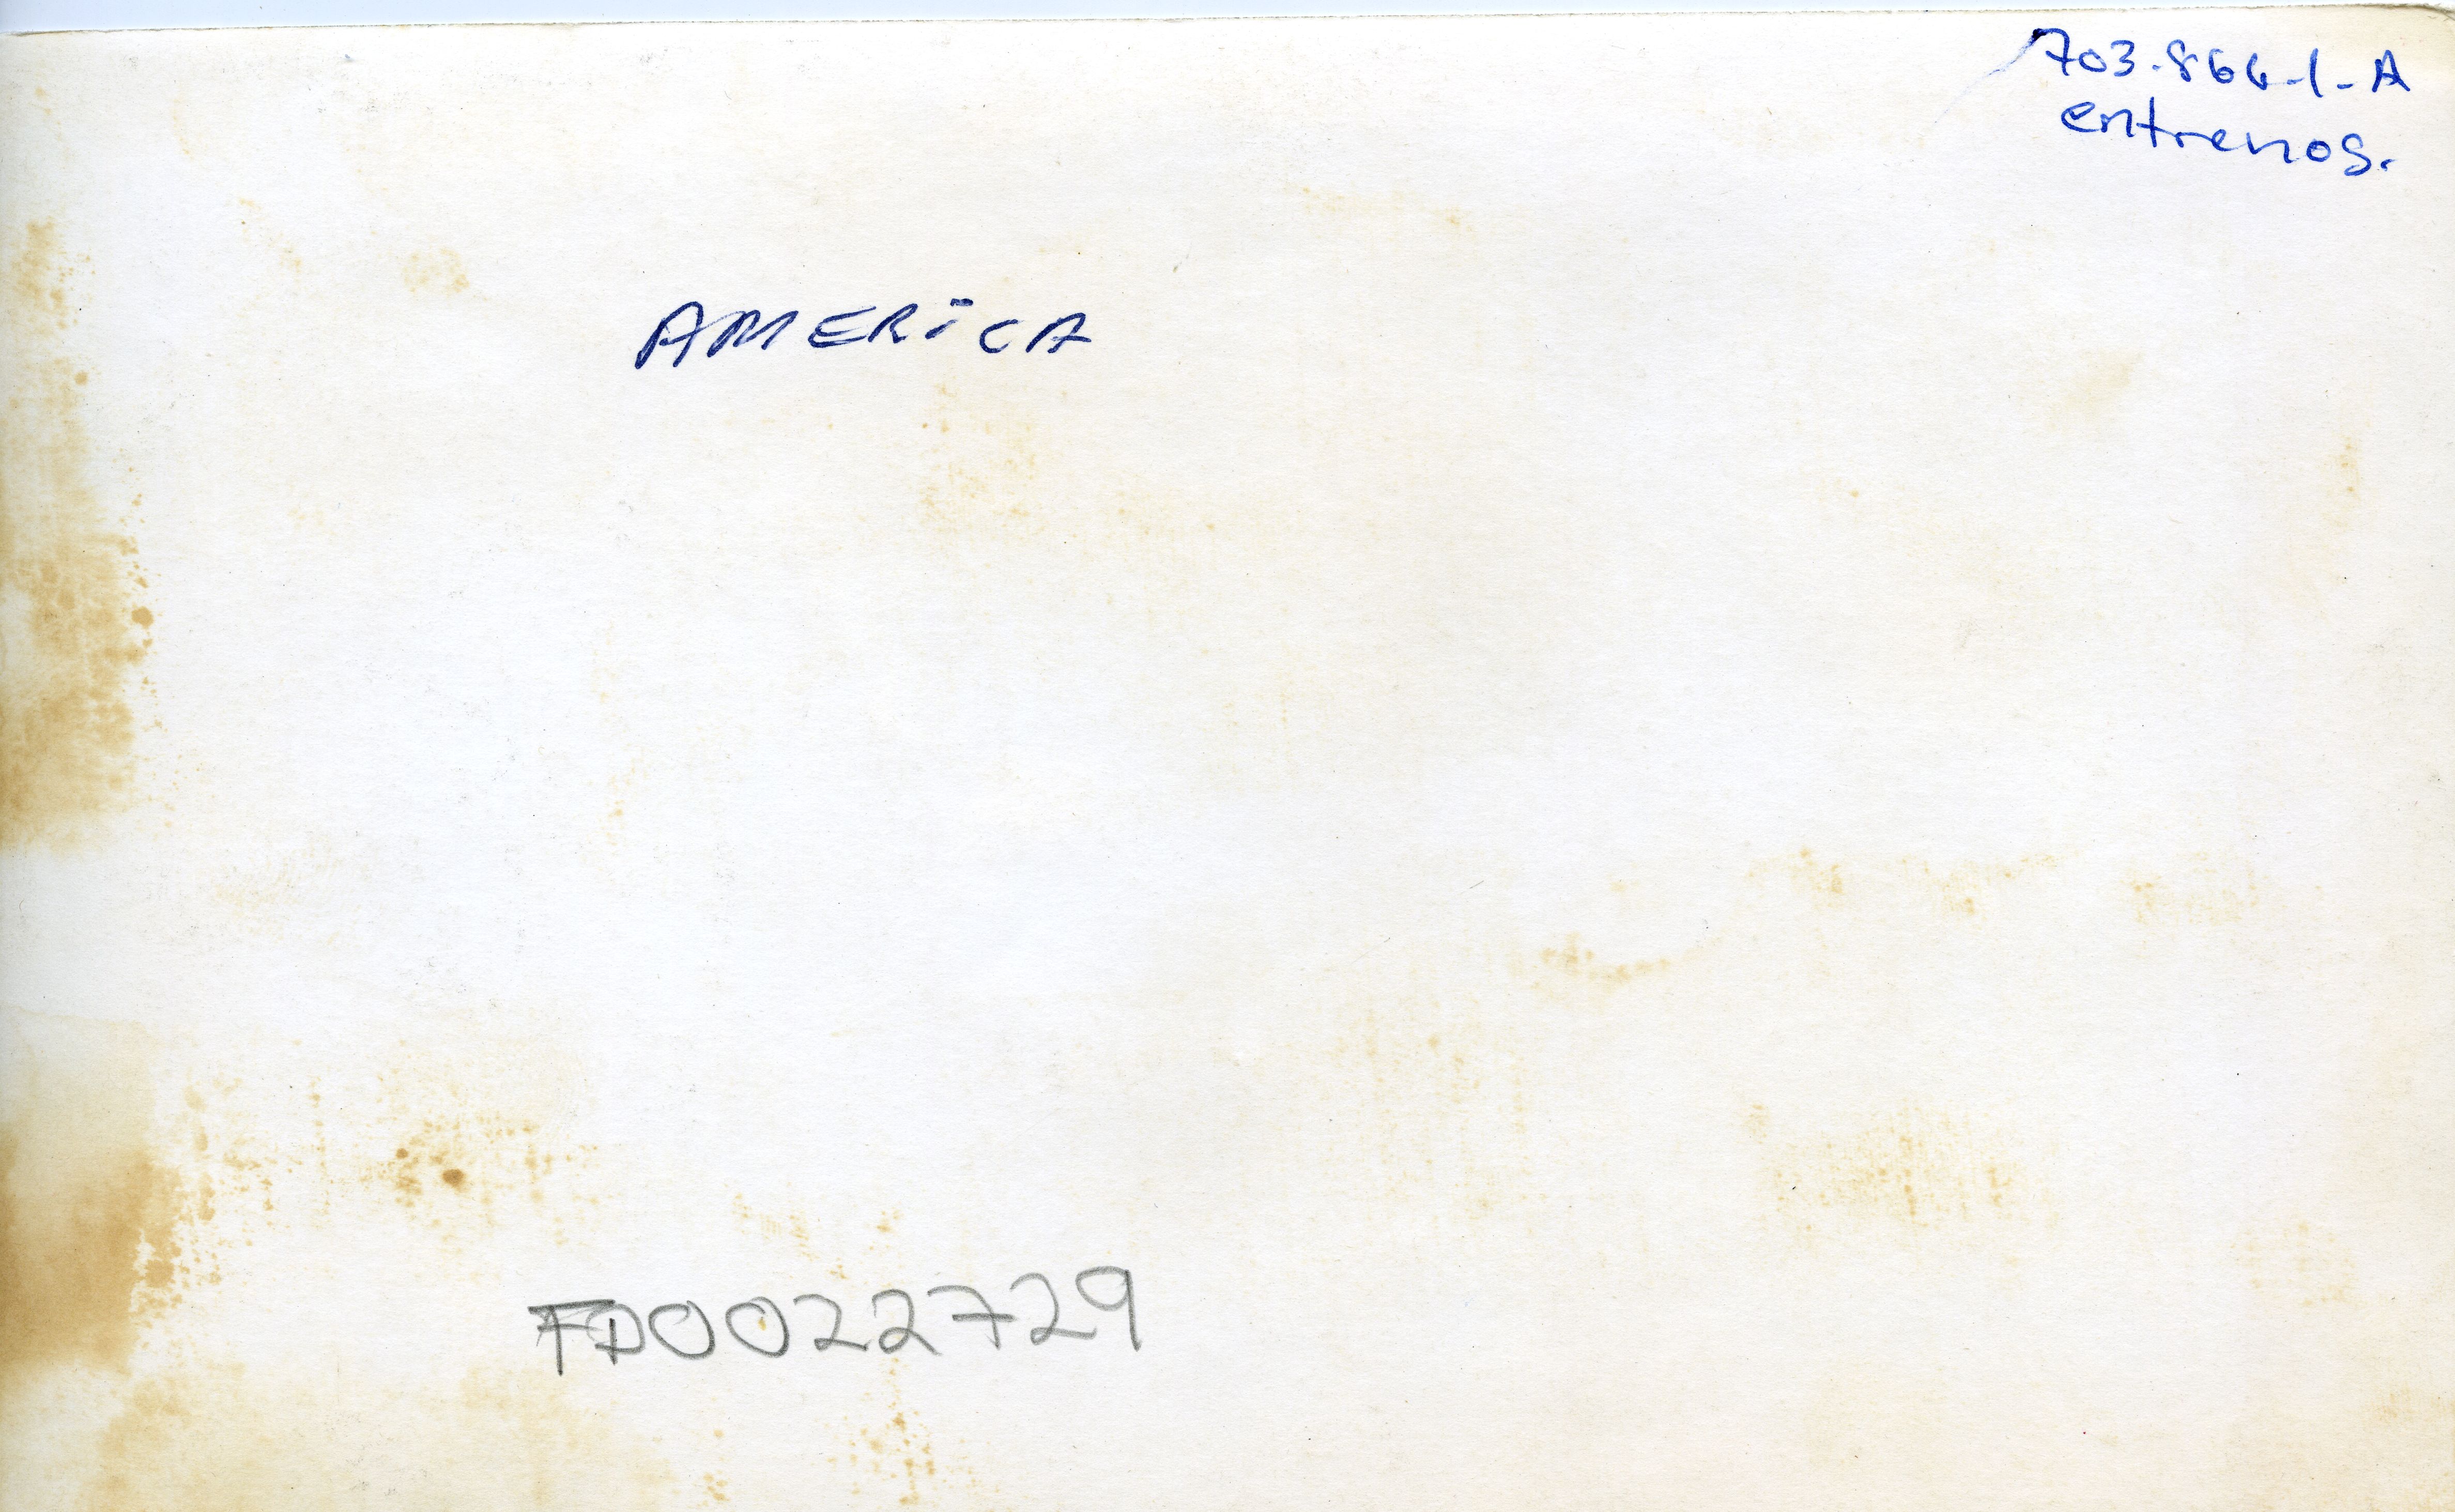 703-866-1-A
entrenos.
AMERiCA
FD0022729